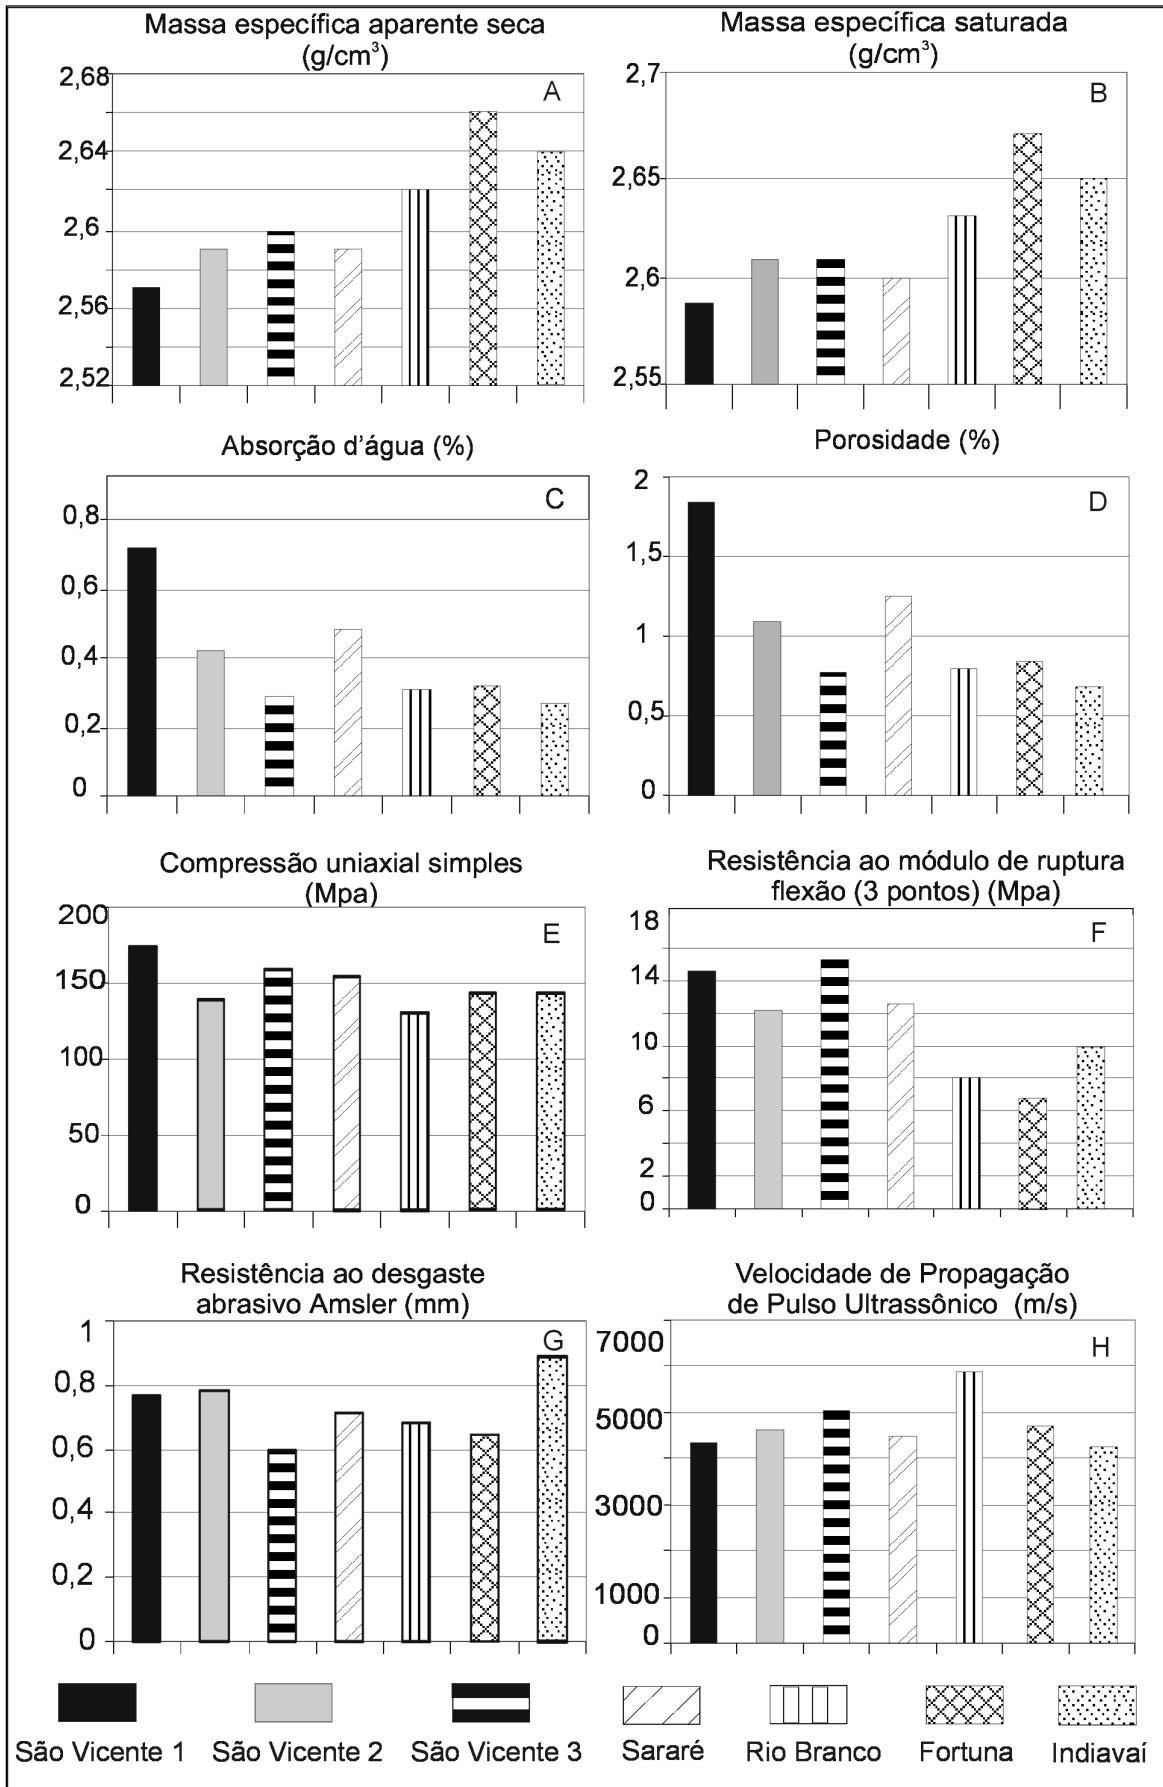 Massa específica aparente seca
(g/cm³)
A
2,68
2,64
2,6
2,56
2,52
Massa específica saturada
(g/cm³)
B
2,7
2,65
2,6
2,55
Absorção d'água (%)
C
0,8
0,6
0,4
0,2
0
Porosidade (%)
D
2
1,5
1
0,5
0
Compressão uniaxial simples
(Mpa)
E
200
150
100
50
0
Resistência ao módulo de ruptura
flexão (3 pontos) (Mpa)
F
18
14
10
6
2
0
Resistência ao desgaste
abrasivo Amsler (mm)
G
1
0,8
0,6
0,4
0,2
0
Velocidade de Propagação
de Pulso Ultrassônico (m/s)
H
7000
5000
3000
1000
0
São Vicente 1
São Vicente 2
São Vicente 3
Sararé
Rio Branco
Fortuna
Indiavaí